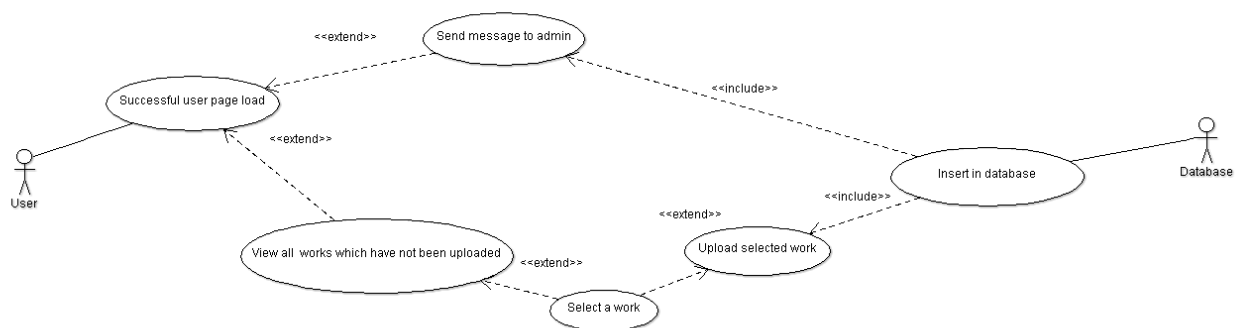 <<extend>>
Send message to admin
<<include>>
Successful user page load
<<extend>>
User
Insert in database
Database
<<include>>
<<extend>>
View all works which have not been uploaded
Upload selected work
<<extend>>
Select a work